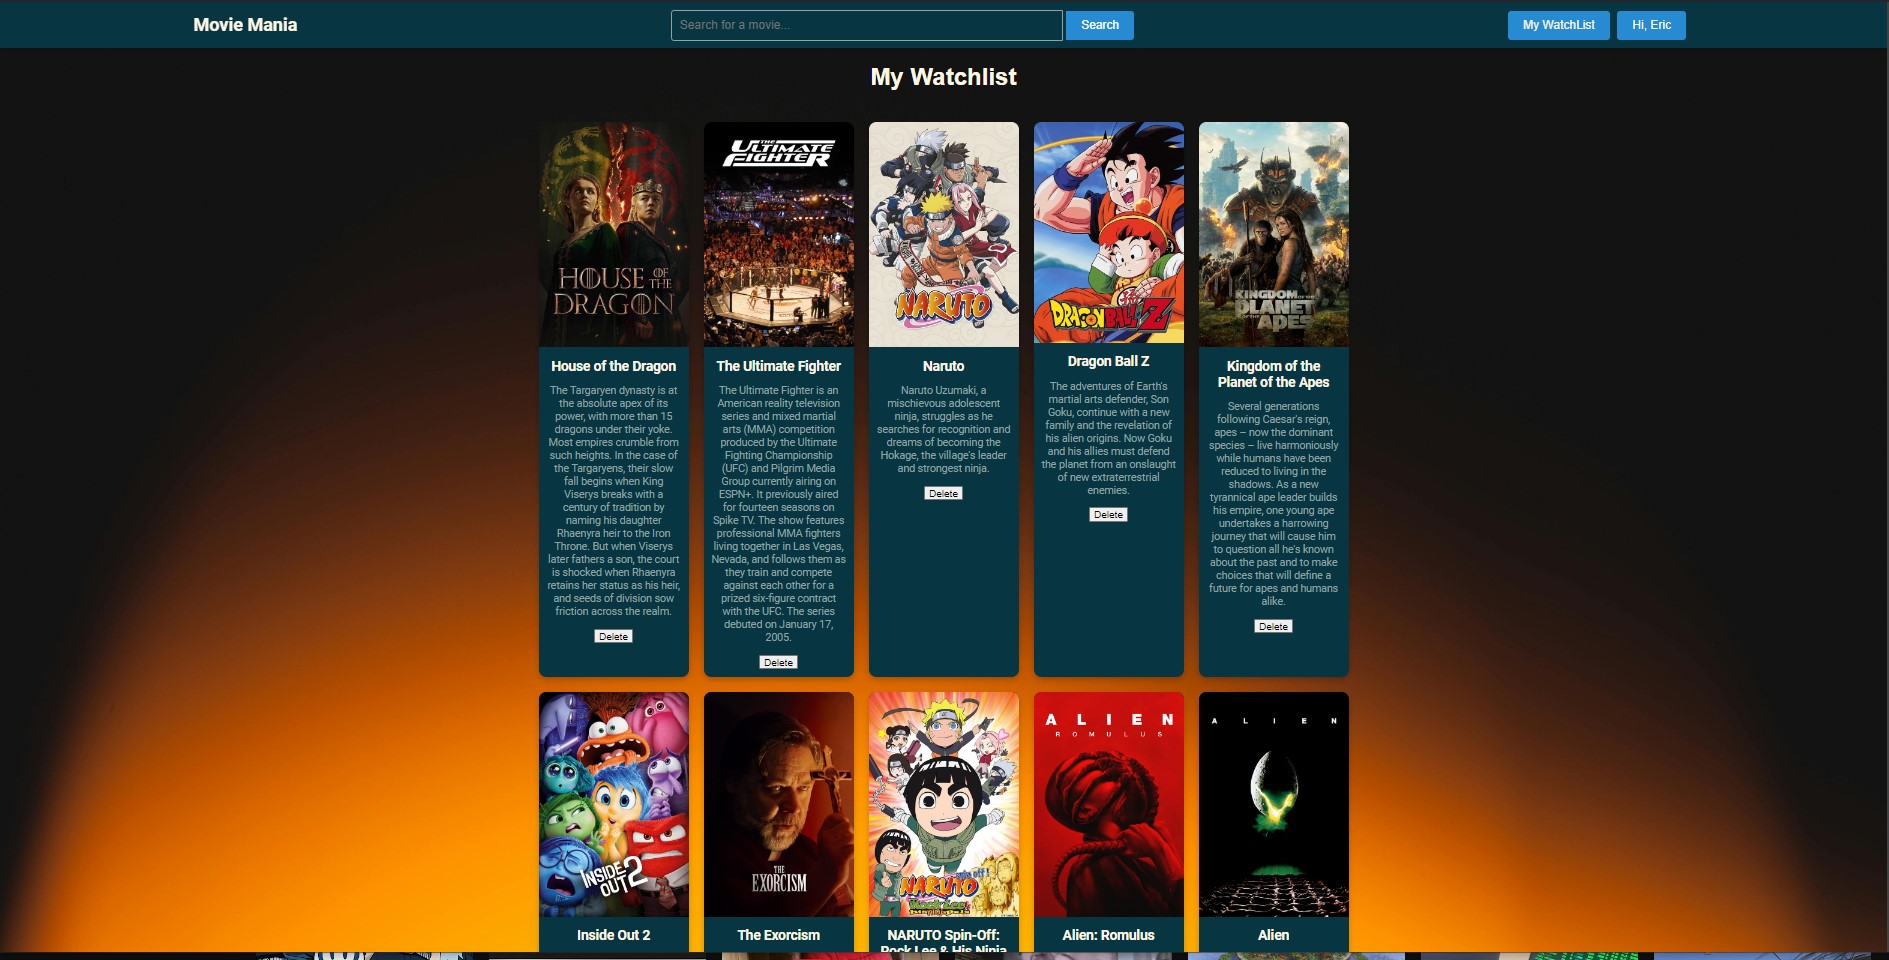 Movie Mania
Search for a movie...
Search
My WatchList
Hi, Eric
My Watchlist
HOUSE OF THE
DRAGON
House of the Dragon
The Targaryen dynasty is at
the absolute apex of its
power, with more than 15
dragons under their yoke.
Most empires crumble from
such heights. In the case of
the Targaryens, their slow
fall begins when King
Viserys breaks with a
century of tradition by
naming his daughter
Rhaenyra heir to the Iron
Throne. But when Viserys
later fathers a son, the court
is shocked when Rhaenyra
retains her status as his heir,
and seeds of division sow
friction across the realm.
Delete
THE
ULTIMATE
FIGHTER
The Ultimate Fighter
The Ultimate Fighter is an
American reality television
series and mixed martial
arts (MMA) competition
produced by the Ultimate
Fighting Championship
(UFC) and Pilgrim Media
Group currently airing on
ESPN+. It previously aired
for fourteen seasons on
Spike TV. The show features
professional MMA fighters
living together in Las Vegas,
Nevada, and follows them as
they train and compete
against each other for a
prized six-figure contract
with the UFC. The series
debuted on January 17,
2005.
Delete
NARUTO
Naruto
Naruto Uzumaki, a
mischievous adolescent
ninja, struggles as he
searches for recognition and
dreams of becoming the
Hokage, the village's leader
and strongest ninja.
Delete
DRAGON BALL Z
Dragon Ball Z
The adventures of Earth's
martial arts defender, Son
Goku, continue with a new
family and the revelation of
his alien origins. Now Goku
and his allies must defend
the planet from an onslaught
of new extraterrestrial
enemies.
Delete
KINGDOM OF THE
PLANET
OF THE APES
Kingdom of the
Planet of the Apes
Several generations
following Caesar's reign,
apes – now the dominant
species – live harmoniously
while humans have been
reduced to living in the
shadows. As a new
tyrannical ape leader builds
his empire, one young ape
undertakes a harrowing
journey that will cause him
to question all he's known
about the past and to make
choices that will define a
future for apes and humans
alike.
Delete
INSIDE
OUT 2
Inside Out 2
THE
EXORCISM
The Exorcism
NARUTO spin off!
Rock Lee
NARUTO Spin-Off:
Rock Lee & His Ninja
ALIEN
ROMULUS
Alien: Romulus
ALIEN
Alien